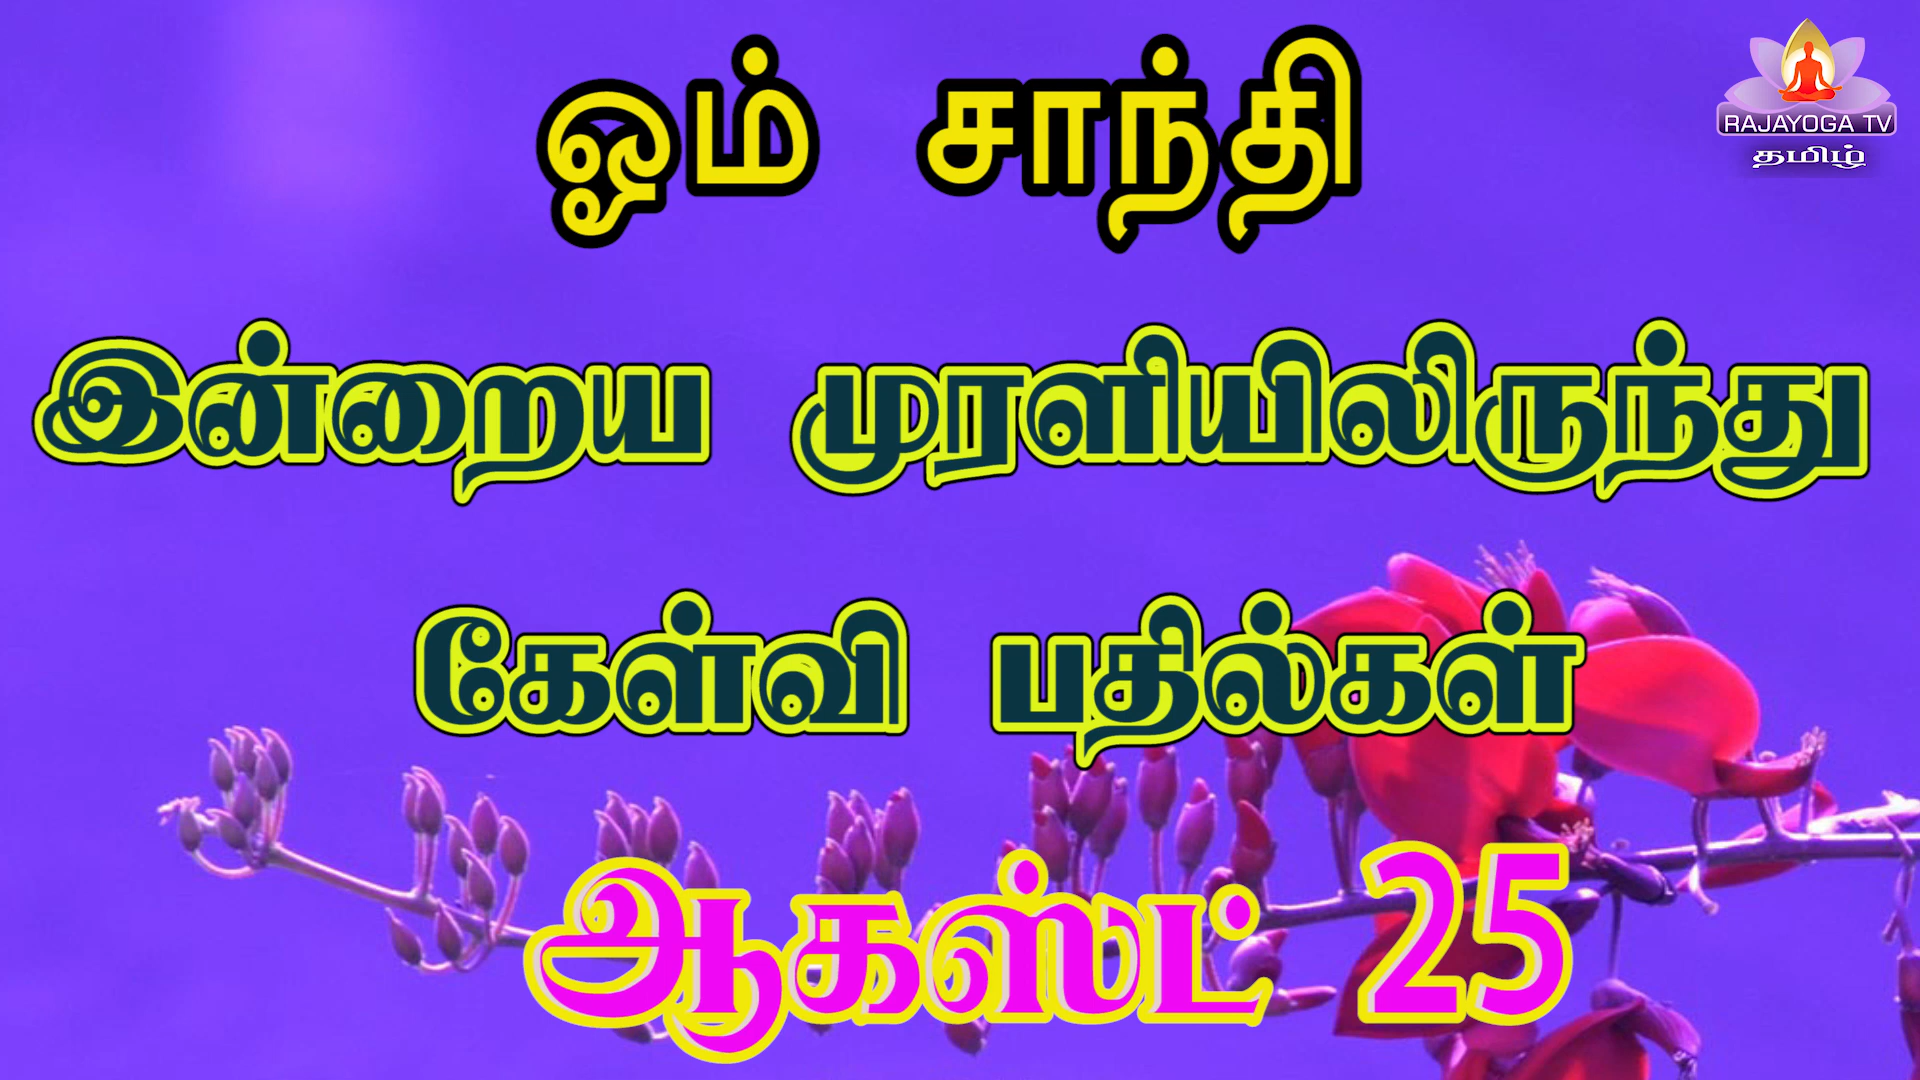 ஓம் சாந்தி
RAJAYOGA TV
தமிழ்
இன்றைய முரளியிலிருந்து
கேள்வி பதில்கள்
ஆகஸ்ட் 25